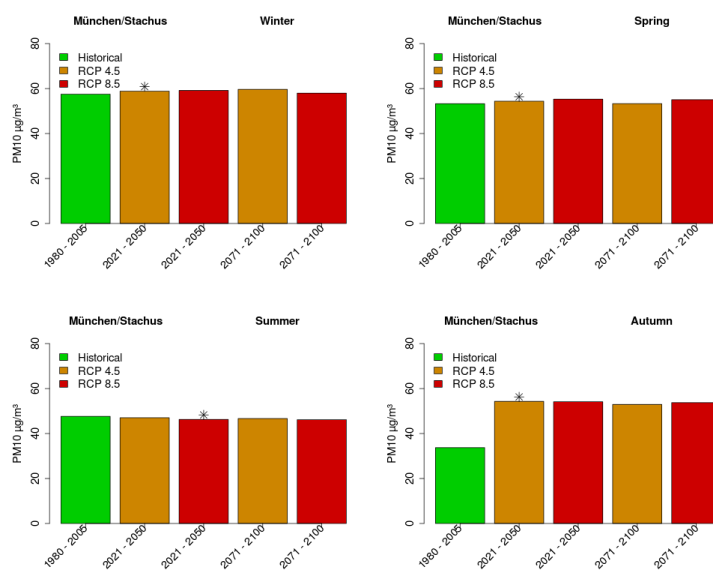 München/Stachus Winter
80
60
40
20
0
PM10 µg/m³
Historical
RCP 4.5
RCP 8.5
*
1980 - 2005
2021 - 2050
2021 - 2050
2071 - 2100
2071 - 2100
München/Stachus Spring
80
60
40
20
0
PM10 µg/m³
Historical
RCP 4.5
RCP 8.5
*
1980 - 2005
2021 - 2050
2021 - 2050
2071 - 2100
2071 - 2100
München/Stachus Summer
80
60
40
20
0
PM10 µg/m³
Historical
RCP 4.5
RCP 8.5
*
1980 - 2005
2021 - 2050
2021 - 2050
2071 - 2100
2071 - 2100
München/Stachus Autumn
80
60
40
20
0
PM10 µg/m³
Historical
RCP 4.5
RCP 8.5
*
1980 - 2005
2021 - 2050
2021 - 2050
2071 - 2100
2071 - 2100